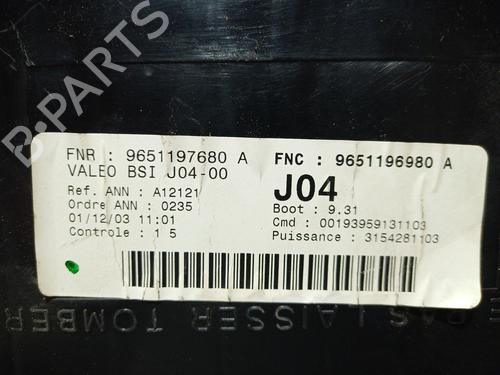 B-PARTS
FNR : 9651197680 A
FNC : 9651196980 A
VALEO BSI J04-00
J04
Ref. ANN : A12121
Boot : 9.31
Ordre ANN : 0235
Cmd : 00193959131103
01/12/03 11:01
Puissance : 3154281103
Controle : 1 5
PAS LAISSER TOMBER